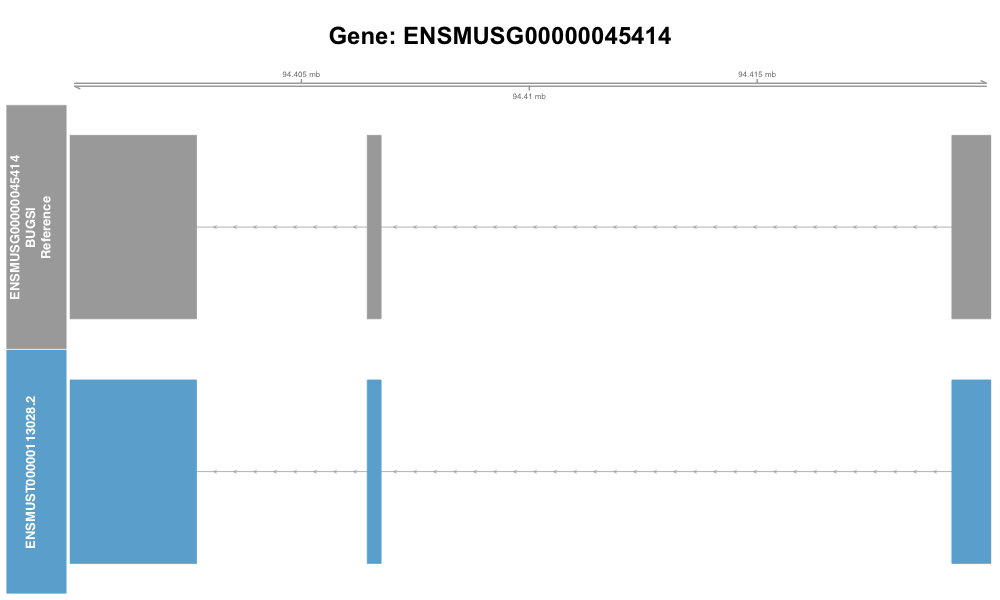 Gene: ENSMUSG00000045414
94.405 mb
94.415 mb
94.41 mb
ENSMUSG00000045414
BUGSI
Reference
ENSMUST00000113028.2